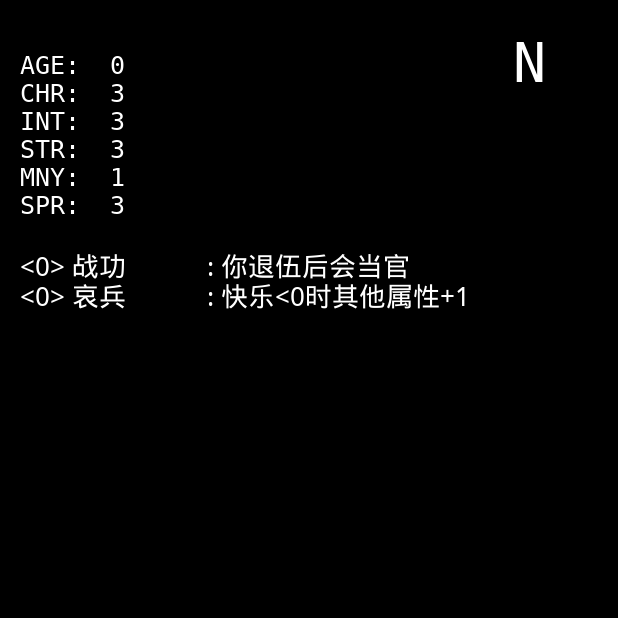 N
AGE: 0
CHR: 3
INT: 3
STR: 3
MNY: 1
SPR: 3
<0> 战功 : 你退伍后会当官
<0> 哀兵 : 快乐<0时其他属性+1